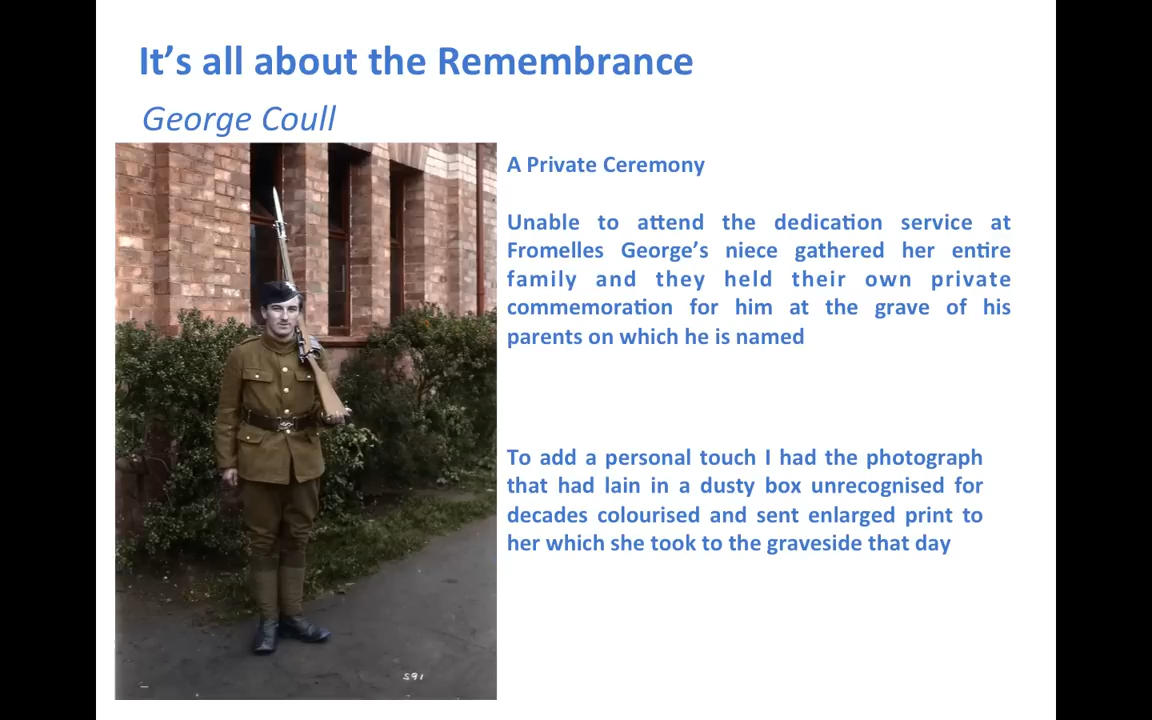 It's all about the Remembrance
George Coull
A Private Ceremony
Unable to attend the dedication service at
Fromelles George's niece gathered her entire
family and they held their own private
commemoration for him at the grave of his
parents on which he is named
To add a personal touch I had the photograph
that had lain in a dusty box unrecognised for
decades colourised and sent enlarged print to
her which she took to the graveside that day
591